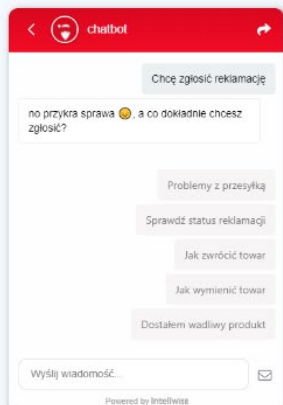 chatbot
Chcę zgłosić reklamację
no przykra sprawa 😞, a co dokładnie chcesz
zgłosić?
Problemy z przesyłką
Sprawdź status reklamacji
Jak zwrócić towar
Jak wymienić towar
Dostałem wadliwy produkt
Wyślij wiadomość...
Powered by Intelliwise